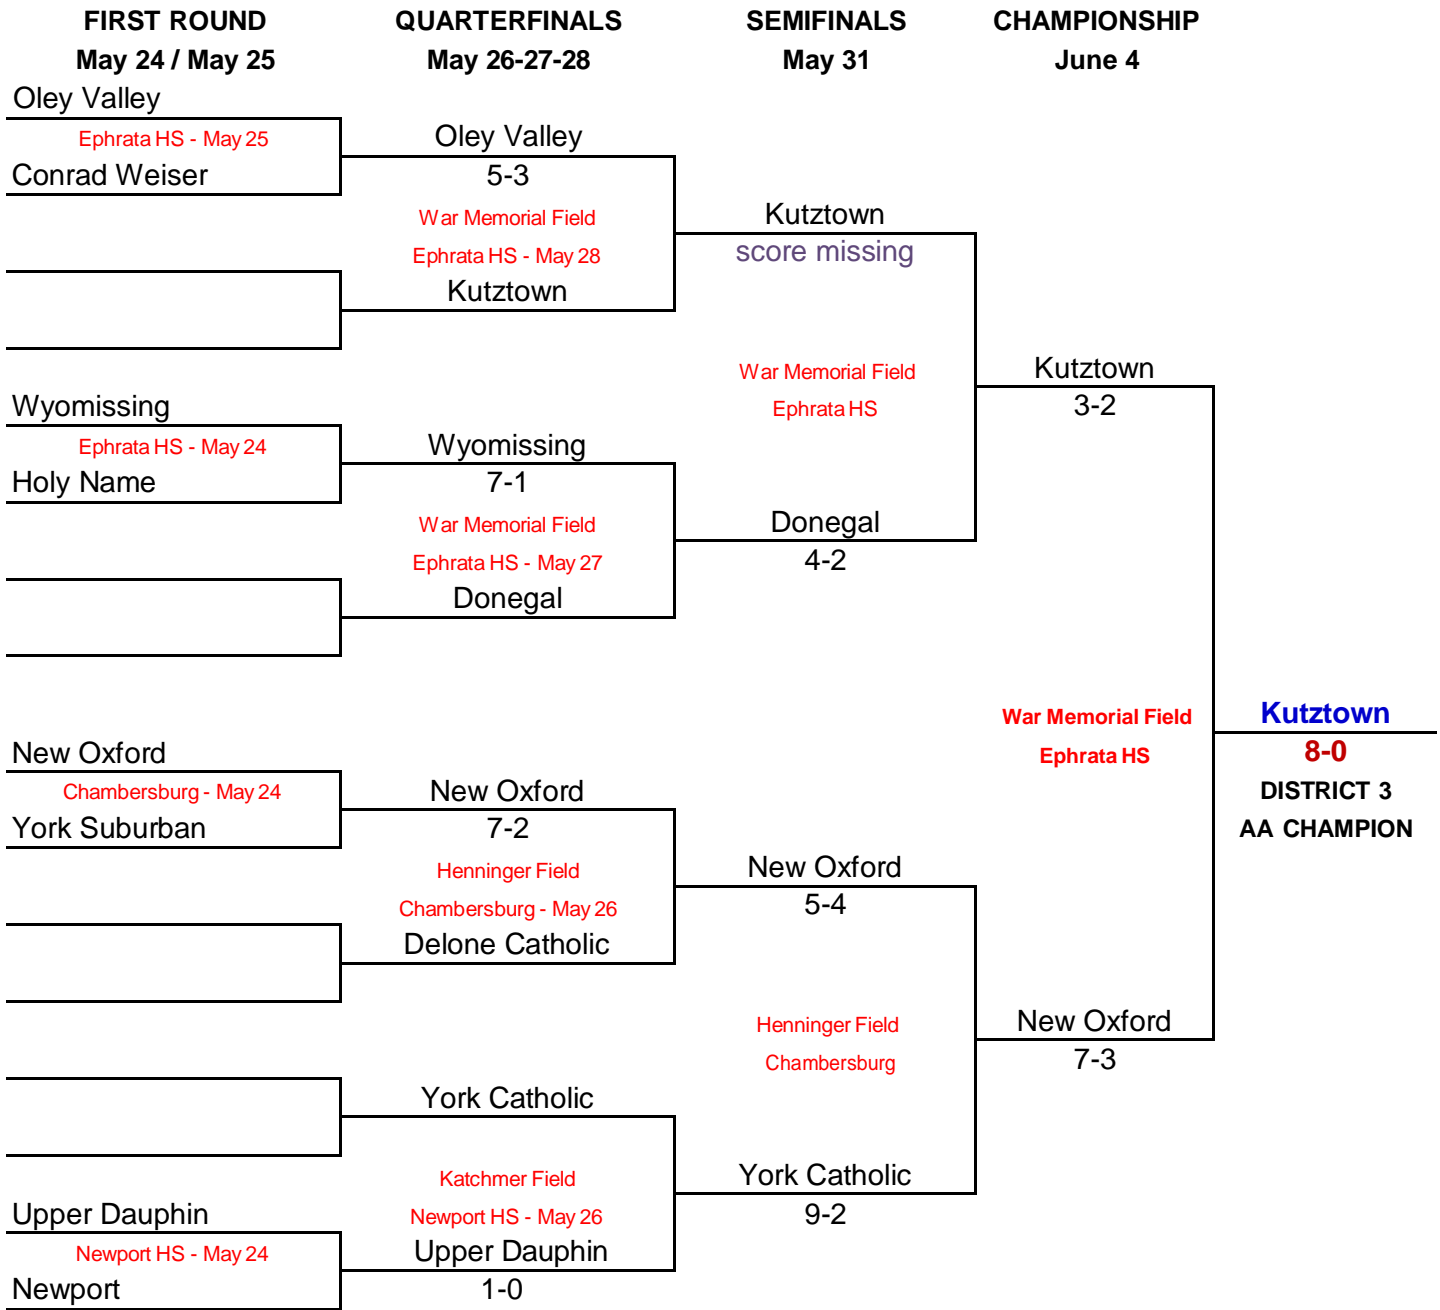 FIRST ROUND
May 24 / May 25
QUARTERFINALS
May 26-27-28
SEMIFINALS
May 31
CHAMPIONSHIP
June 4
Oley Valley
Ephrata HS - May 25
Conrad Weiser
Wyomissing
Ephrata HS - May 24
Holy Name
New Oxford
Chambersburg - May 24
York Suburban
Upper Dauphin
Newport HS - May 24
Newport
Oley Valley
5-3
War Memorial Field
Ephrata HS - May 28
Kutztown
Wyomissing
7-1
War Memorial Field
Ephrata HS - May 27
Donegal
New Oxford
7-2
Henninger Field
Chambersburg - May 26
Delone Catholic
York Catholic
Katchmer Field
Newport HS - May 26
Upper Dauphin
1-0
Kutztown
score missing
War Memorial Field
Ephrata HS
Donegal
4-2
New Oxford
5-4
Henninger Field
Chambersburg
York Catholic
9-2
Kutztown
3-2
War Memorial Field
Ephrata HS
New Oxford
7-3
Kutztown
8-0
DISTRICT 3
AA CHAMPION